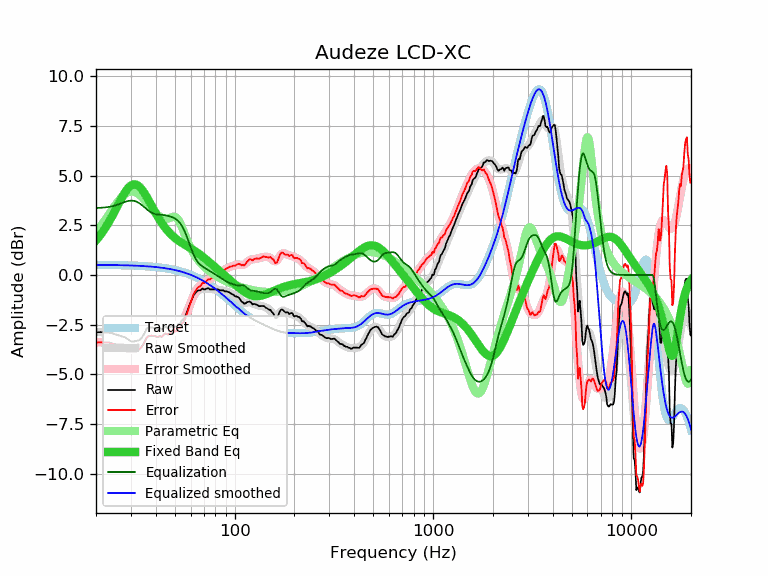 Audeze LCD-XC
10.0
7.5
5.0
2.5
0.0
−2.5
−5.0
−7.5
−10.0
Amplitude (dBr)
Target
Raw Smoothed
Error Smoothed
Raw
Error
Parametric Eq
Fixed Band Eq
Equalization
Equalized smoothed
100
1000
10000
Frequency (Hz)